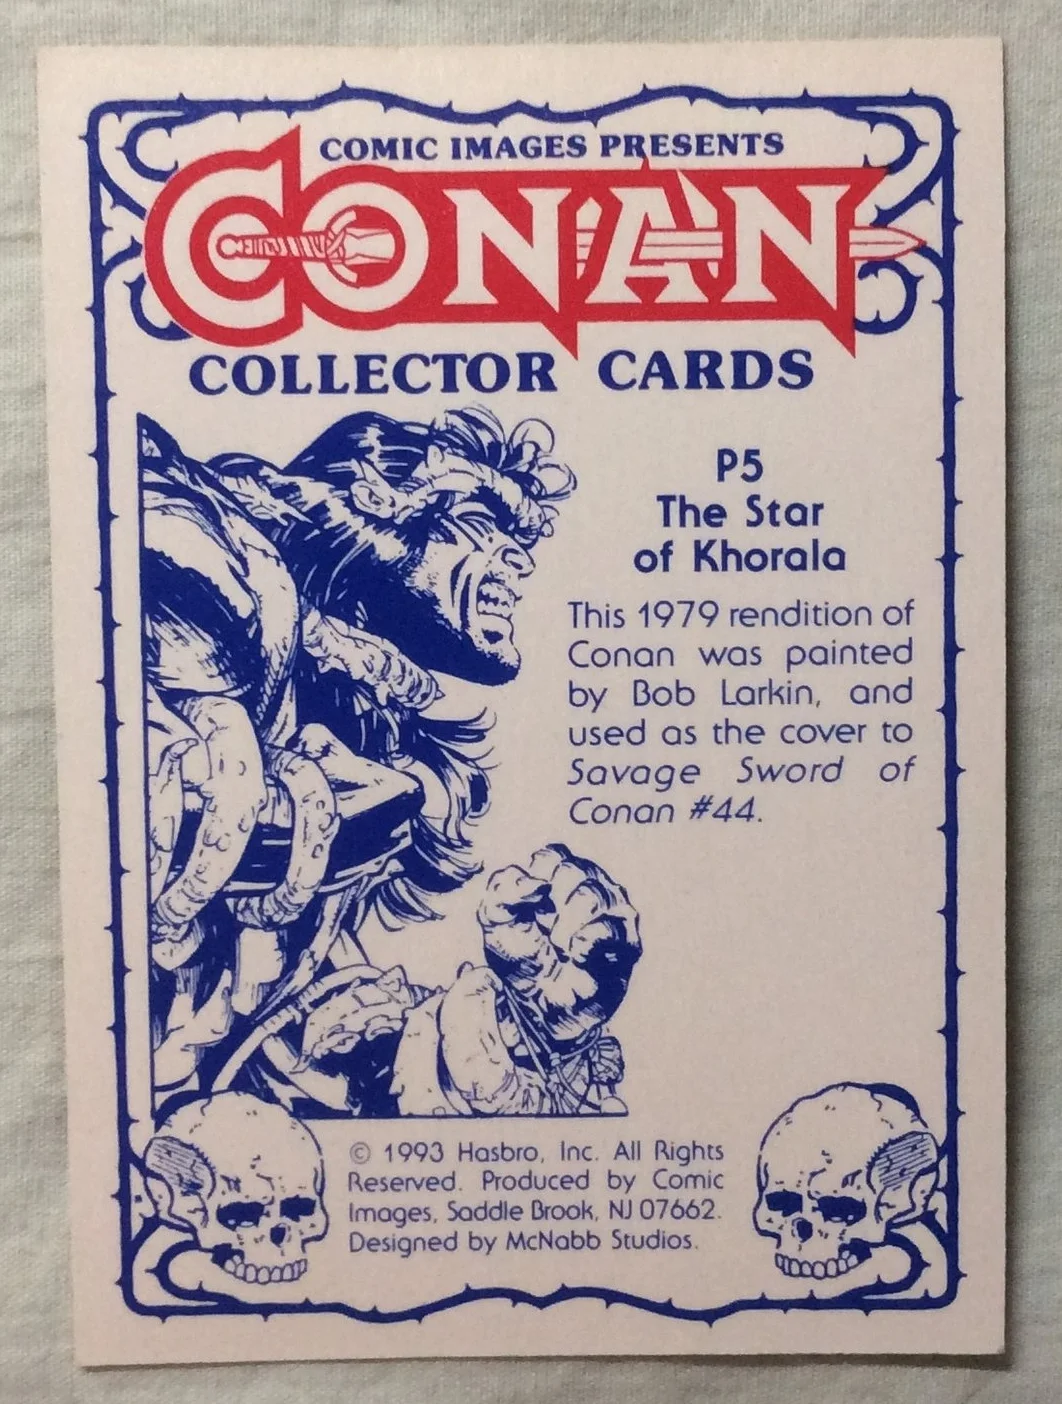 COMIC IMAGES PRESENTS
CONAN
COLLECTOR CARDS
P5
The Star
of Khorala
This 1979 rendition of
Conan was painted
by Bob Larkin, and
used as the cover to
Savage Sword of
Conan #44.
© 1993 Hasbro, Inc. All Rights
Reserved. Produced by Comic
Images, Saddle Brook, NJ 07662.
Designed by McNabb Studios.